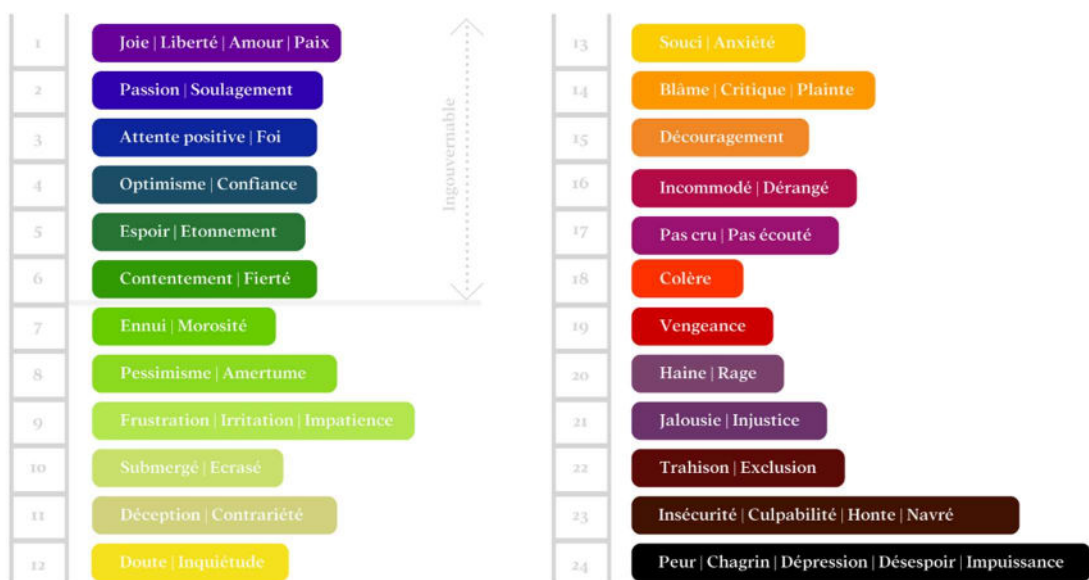 1 Joie | Liberté | Amour | Paix
2 Passion | Soulagement
3 Attente positive | Foi
4 Optimisme | Confiance
5 Espoir | Etonnement
6 Contentement | Fierté
Ingouvernable
7 Ennui | Morosité
8 Pessimisme | Amertume
9 Frustration | Irritation | Impatience
10 Submergé | Ecrasé
11 Déception | Contrariété
12 Doute | Inquiétude
13 Souci | Anxiété
14 Blâme | Critique | Plainte
15 Découragement
16 Incommodé | Dérangé
17 Pas cru | Pas écouté
18 Colère
19 Vengeance
20 Haine | Rage
21 Jalousie | Injustice
22 Trahison | Exclusion
23 Insécurité | Culpabilité | Honte | Navré
24 Peur | Chagrin | Dépression | Désespoir | Impuissance